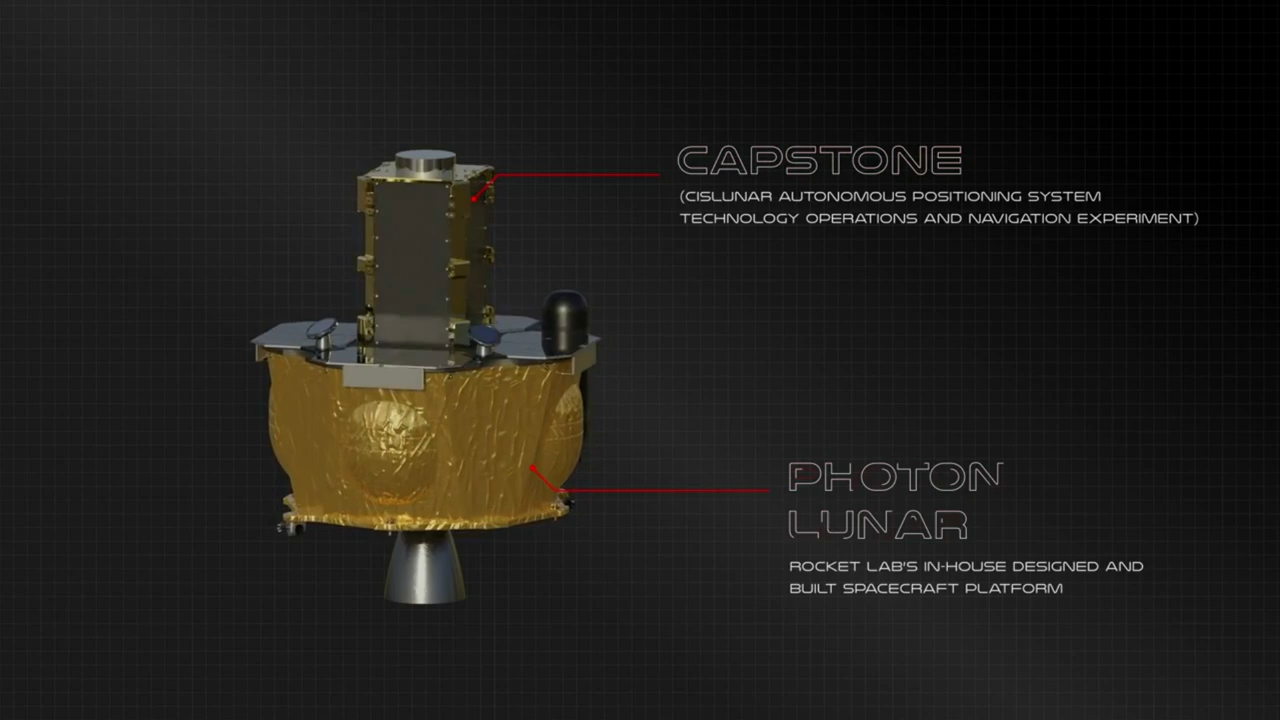 CAPSTONE
(CISLUNAR AUTONOMOUS POSITIONING SYSTEM
TECHNOLOGY OPERATIONS AND NAVIGATION EXPERIMENT)
PHOTON
LUNAR
ROCKET LAB'S IN-HOUSE DESIGNED AND
BUILT SPACECRAFT PLATFORM